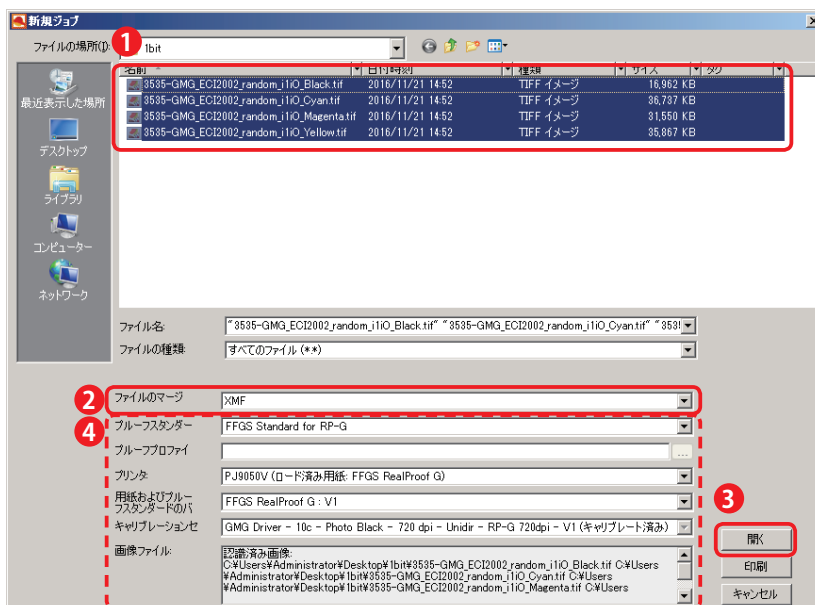 新規ジョブ
ファイルの場所(I):
1
1bit
名前
日付時刻
種類
サイズ
タグ
3535-GMG_ECI2002_random_i1iO_Black.tif 2016/11/21 14:52 TIFF イメージ 16,962 KB
3535-GMG_ECI2002_random_i1iO_Cyan.tif 2016/11/21 14:52 TIFF イメージ 36,737 KB
3535-GMG_ECI2002_random_i1iO_Magenta.tif 2016/11/21 14:52 TIFF イメージ 31,550 KB
3535-GMG_ECI2002_random_i1iO_Yellow.tif 2016/11/21 14:52 TIFF イメージ 35,867 KB
最近表示した場所
デスクトップ
ライブラリ
コンピューター
ネットワーク
ファイル名: "3535-GMG_ECI2002_random_i1iO_Black.tif" "3535-GMG_ECI2002_random_i1iO_Cyan.tif" "353!
ファイルの種類: すべてのファイル (*.*)
2
ファイルのマージ XMF
4
プルーフスタンダー FFGS Standard for RP-G
プルーフプロファイ
...
プリンタ: PJ9050V (ロード済み用紙: FFGS RealProof G)
用紙およびプルー
フスタンダードのバ
FFGS RealProof G : V1
キャリブレーションセ GMG Driver - 10c - Photo Black - 720 dpi - Unidir - RP-G 720dpi - V1 (キャリブレート済み)
3
開く
印刷
キャンセル
画像ファイル:
認識済み画像:
C:¥Users¥Administrator¥Desktop¥1bit¥3535-GMG_ECI2002_random_i1iO_Black.tif C:¥Users
¥Administrator¥Desktop¥1bit¥3535-GMG_ECI2002_random_i1iO_Cyan.tif C:¥Users
¥Administrator¥Desktop¥1bit¥3535-GMG_ECI2002_random_i1iO_Magenta.tif C:¥Users